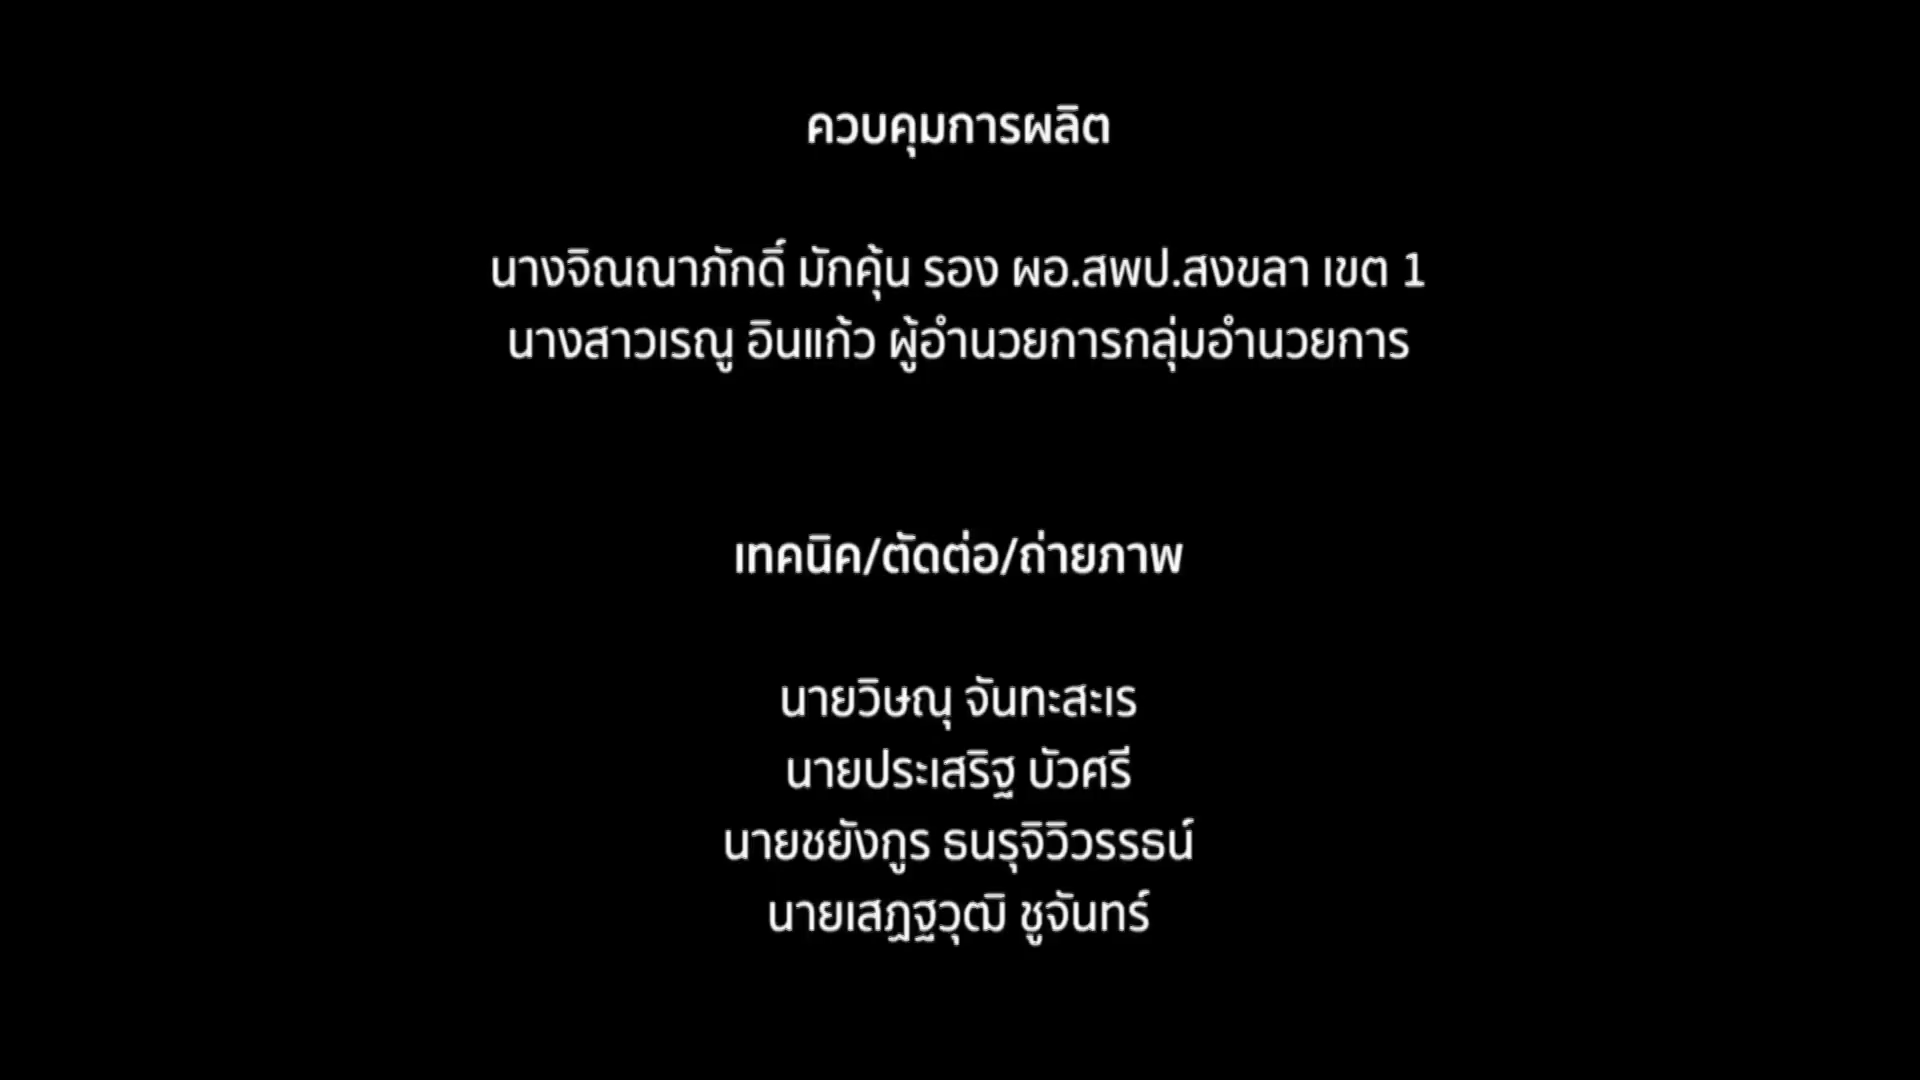 ควบคุมการผลิต
นางจิณณาภักดิ์ มักคุ้น รอง ผอ.สพป.สงขลา เขต 1
นางสาวเรณู อินแก้ว ผู้อำนวยการกลุ่มอำนวยการ
เทคนิค/ตัดต่อ/ถ่ายภาพ
นายวิษณุ จันทะสะเร
นายประเสริฐ บัวศรี
นายชยังกูร ธนรุจิวิวรรธน์
นายเสฎฐวุฒิ ชูจันทร์